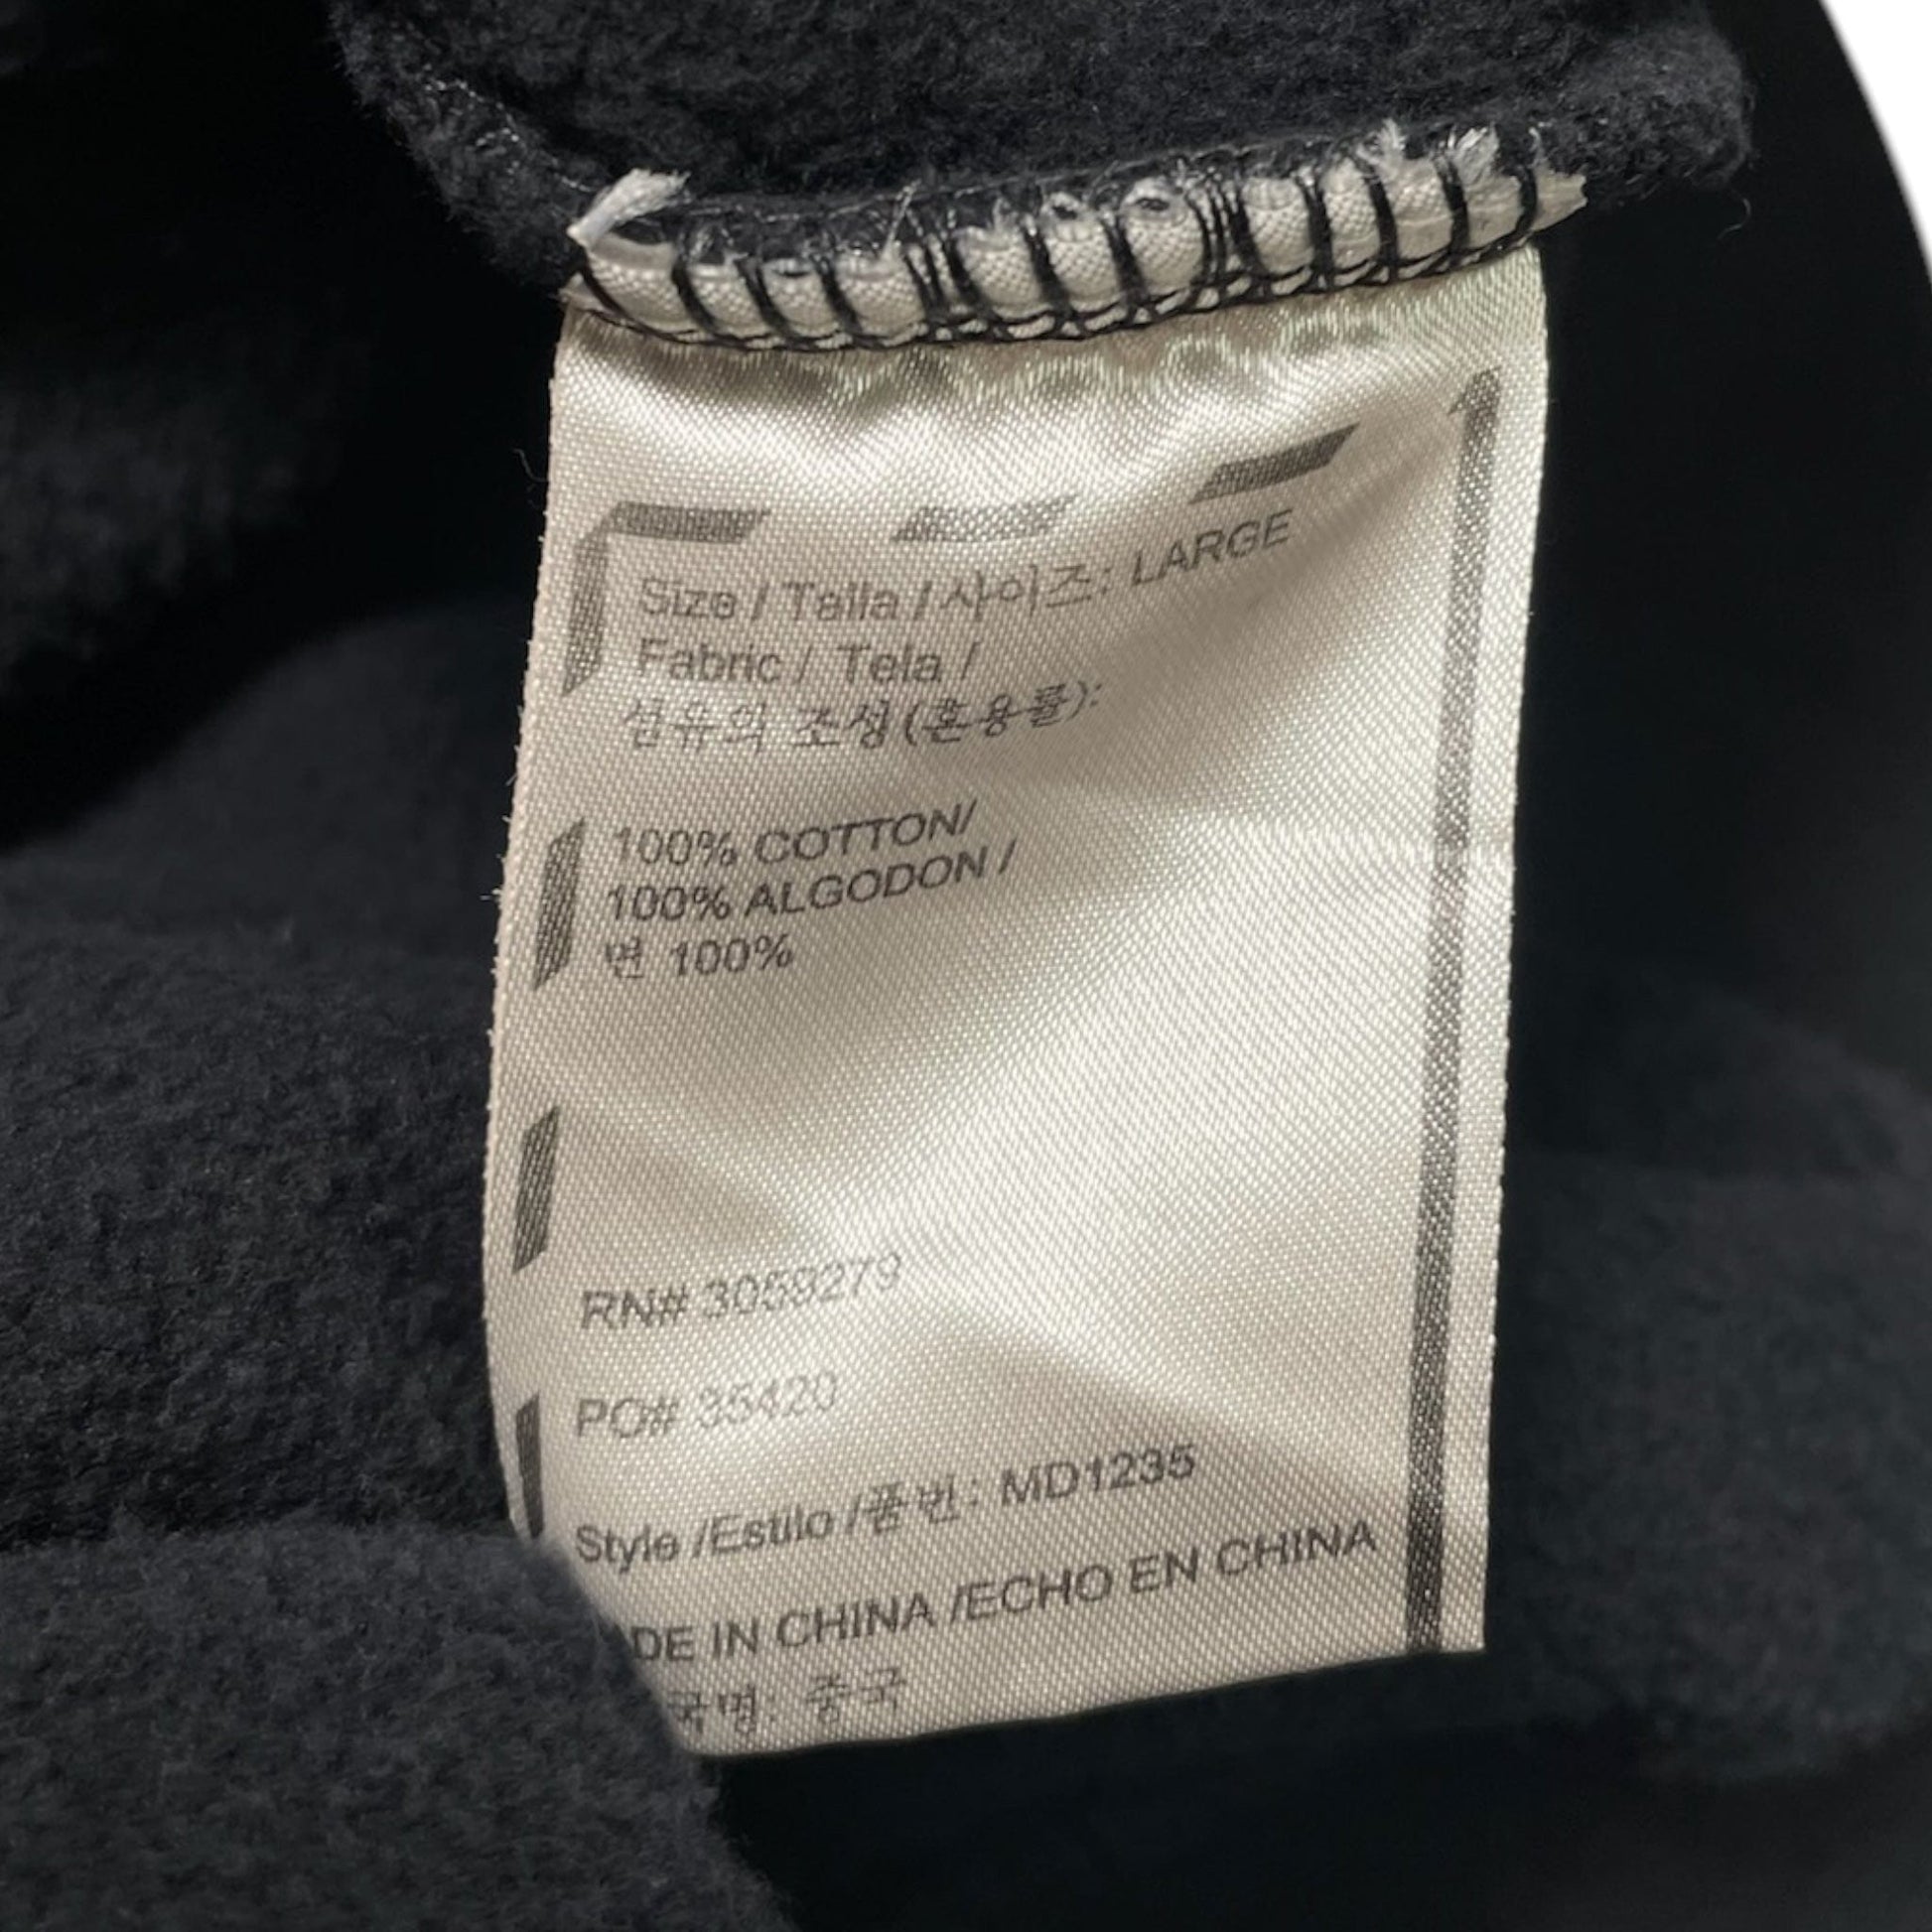 Size / Talla / 사이즈: LARGE
Fabric / Tela /
섬유의 조성(혼용률):
100% COTTON/
100% ALGODON /
면 100%
RN# 3059279
PO# 35420
Style /Estilo /품번: MD1235
DE IN CHINA /ECHO EN CHINA
국명: 중국